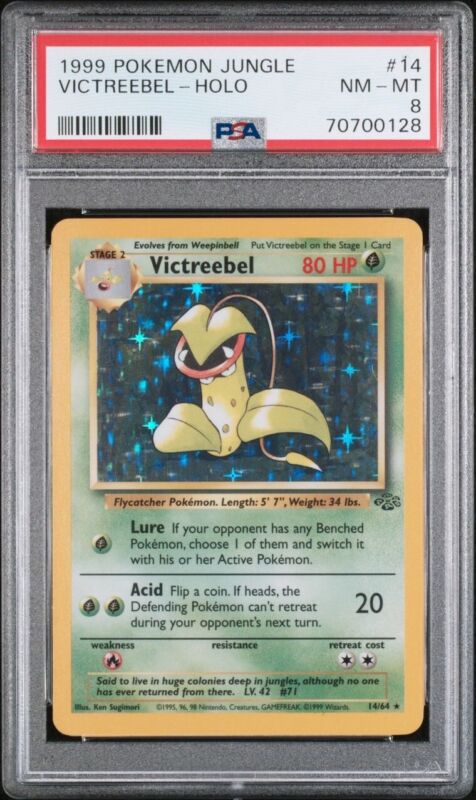 1999 POKEMON JUNGLE #14
VICTREEBEL - HOLO NM - MT
8
PSA 70700128
Evolves from Weepinbell Put Victreebel on the Stage 1 Card
STAGE 2
Victreebel 80 HP
Flycatcher Pokémon. Length: 5' 7", Weight: 34 lbs.
Lure If your opponent has any Benched
Pokémon, choose 1 of them and switch it
with his or her Active Pokémon.
Acid Flip a coin. If heads, the
Defending Pokémon can't retreat 20
during your opponent's next turn.
weakness resistance retreat cost
Said to live in huge colonies deep in jungles, although no one
has ever returned from there. LV. 42 #71
Illus. Ken Sugimori ©1995, 96, 98 Nintendo, Creatures, GAMEFREAK. ©1999 Wizards. 14/64 ★